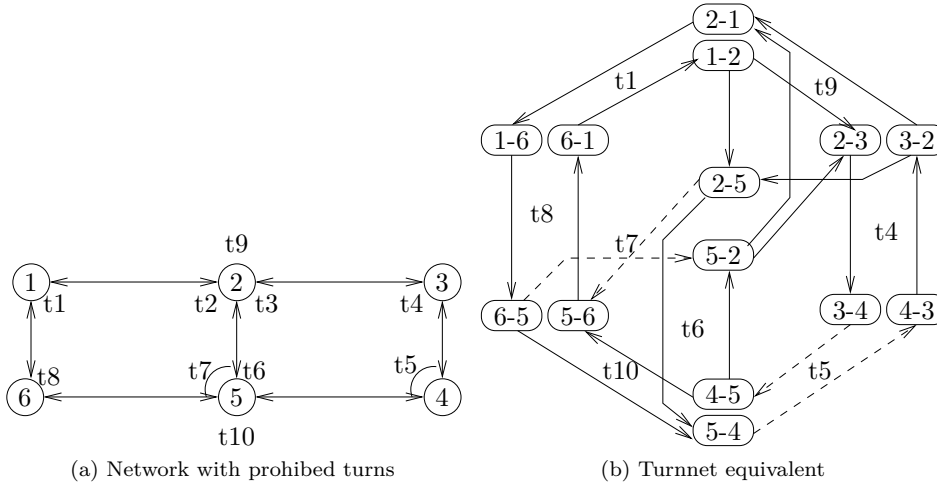 2-1
1-2
t1
t9
1-6
6-1
2-3
3-2
2-5
t8
t7
t4
t9
5-2
1
2
3
t1
t2
t3
t4
6-5
5-6
t6
3-4
4-3
t8
t7
t6
t5
t10
t5
6
5
4
4-5
t10
5-4
(a) Network with prohibed turns
(b) Turnnet equivalent